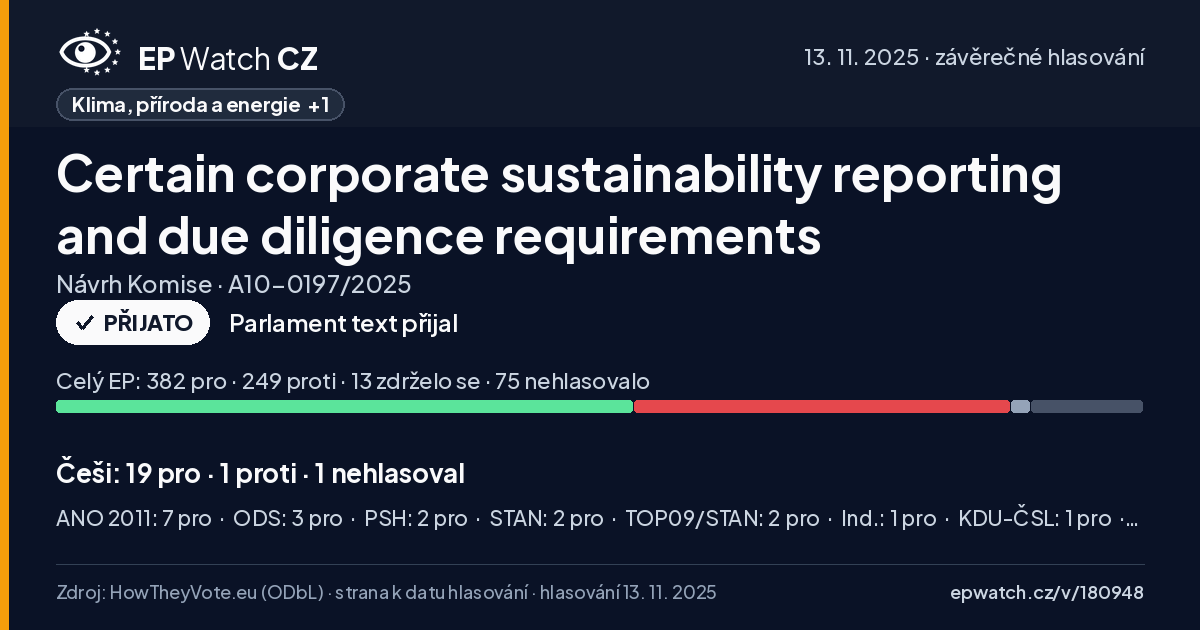 EP Watch CZ
13. 11. 2025 · závěrečné hlasování
Klima, příroda a energie +1
Certain corporate sustainability reporting
and due diligence requirements
Návrh Komise · A10-0197/2025
✓ PŘIJATO Parlament text přijal
Celý EP: 382 pro · 249 proti · 13 zdrželo se · 75 nehlasovalo
Češi: 19 pro · 1 proti · 1 nehlasoval
ANO 2011: 7 pro · ODS: 3 pro · PSH: 2 pro · STAN: 2 pro · TOP09/STAN: 2 pro · Ind.: 1 pro · KDU-ČSL: 1 pro ·…
Zdroj: HowTheyVote.eu (ODbL) · strana k datu hlasování · hlasování 13. 11. 2025
epwatch.cz/v/180948